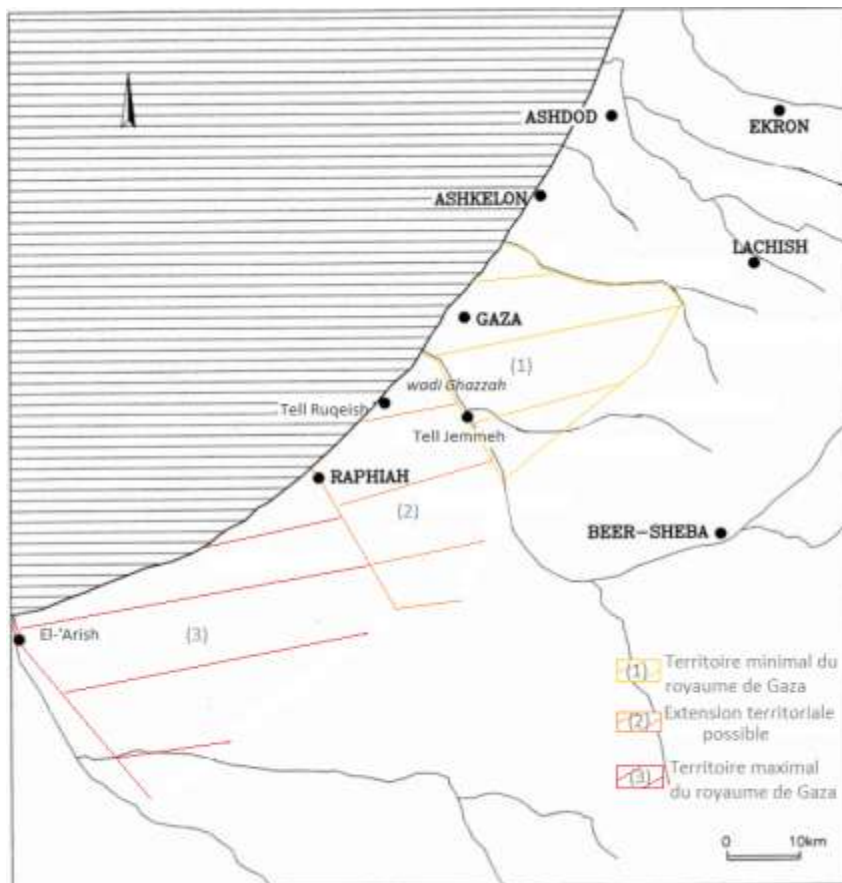 ASHDOD
EKRON
ASHKELON
LACHISH
GAZA
(1)
wadi Ghazzah
Tell Ruqeish
Tell Jemmeh
RAPHIAH
(2)
BEER-SHEBA
El-'Arish
(3)
(1) Territoire minimal du
royaume de Gaza
(2) Extension territoriale
possible
(3) Territoire maximal
du royaume de Gaza
0 10km